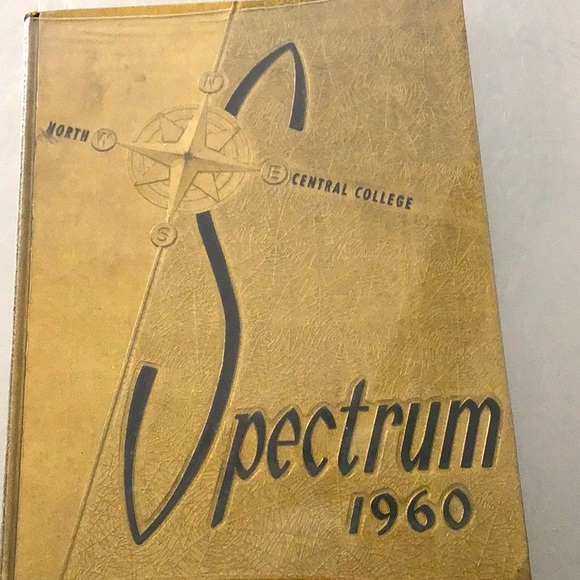 N
NORTH W E CENTRAL COLLEGE
S
Spectrum
1960